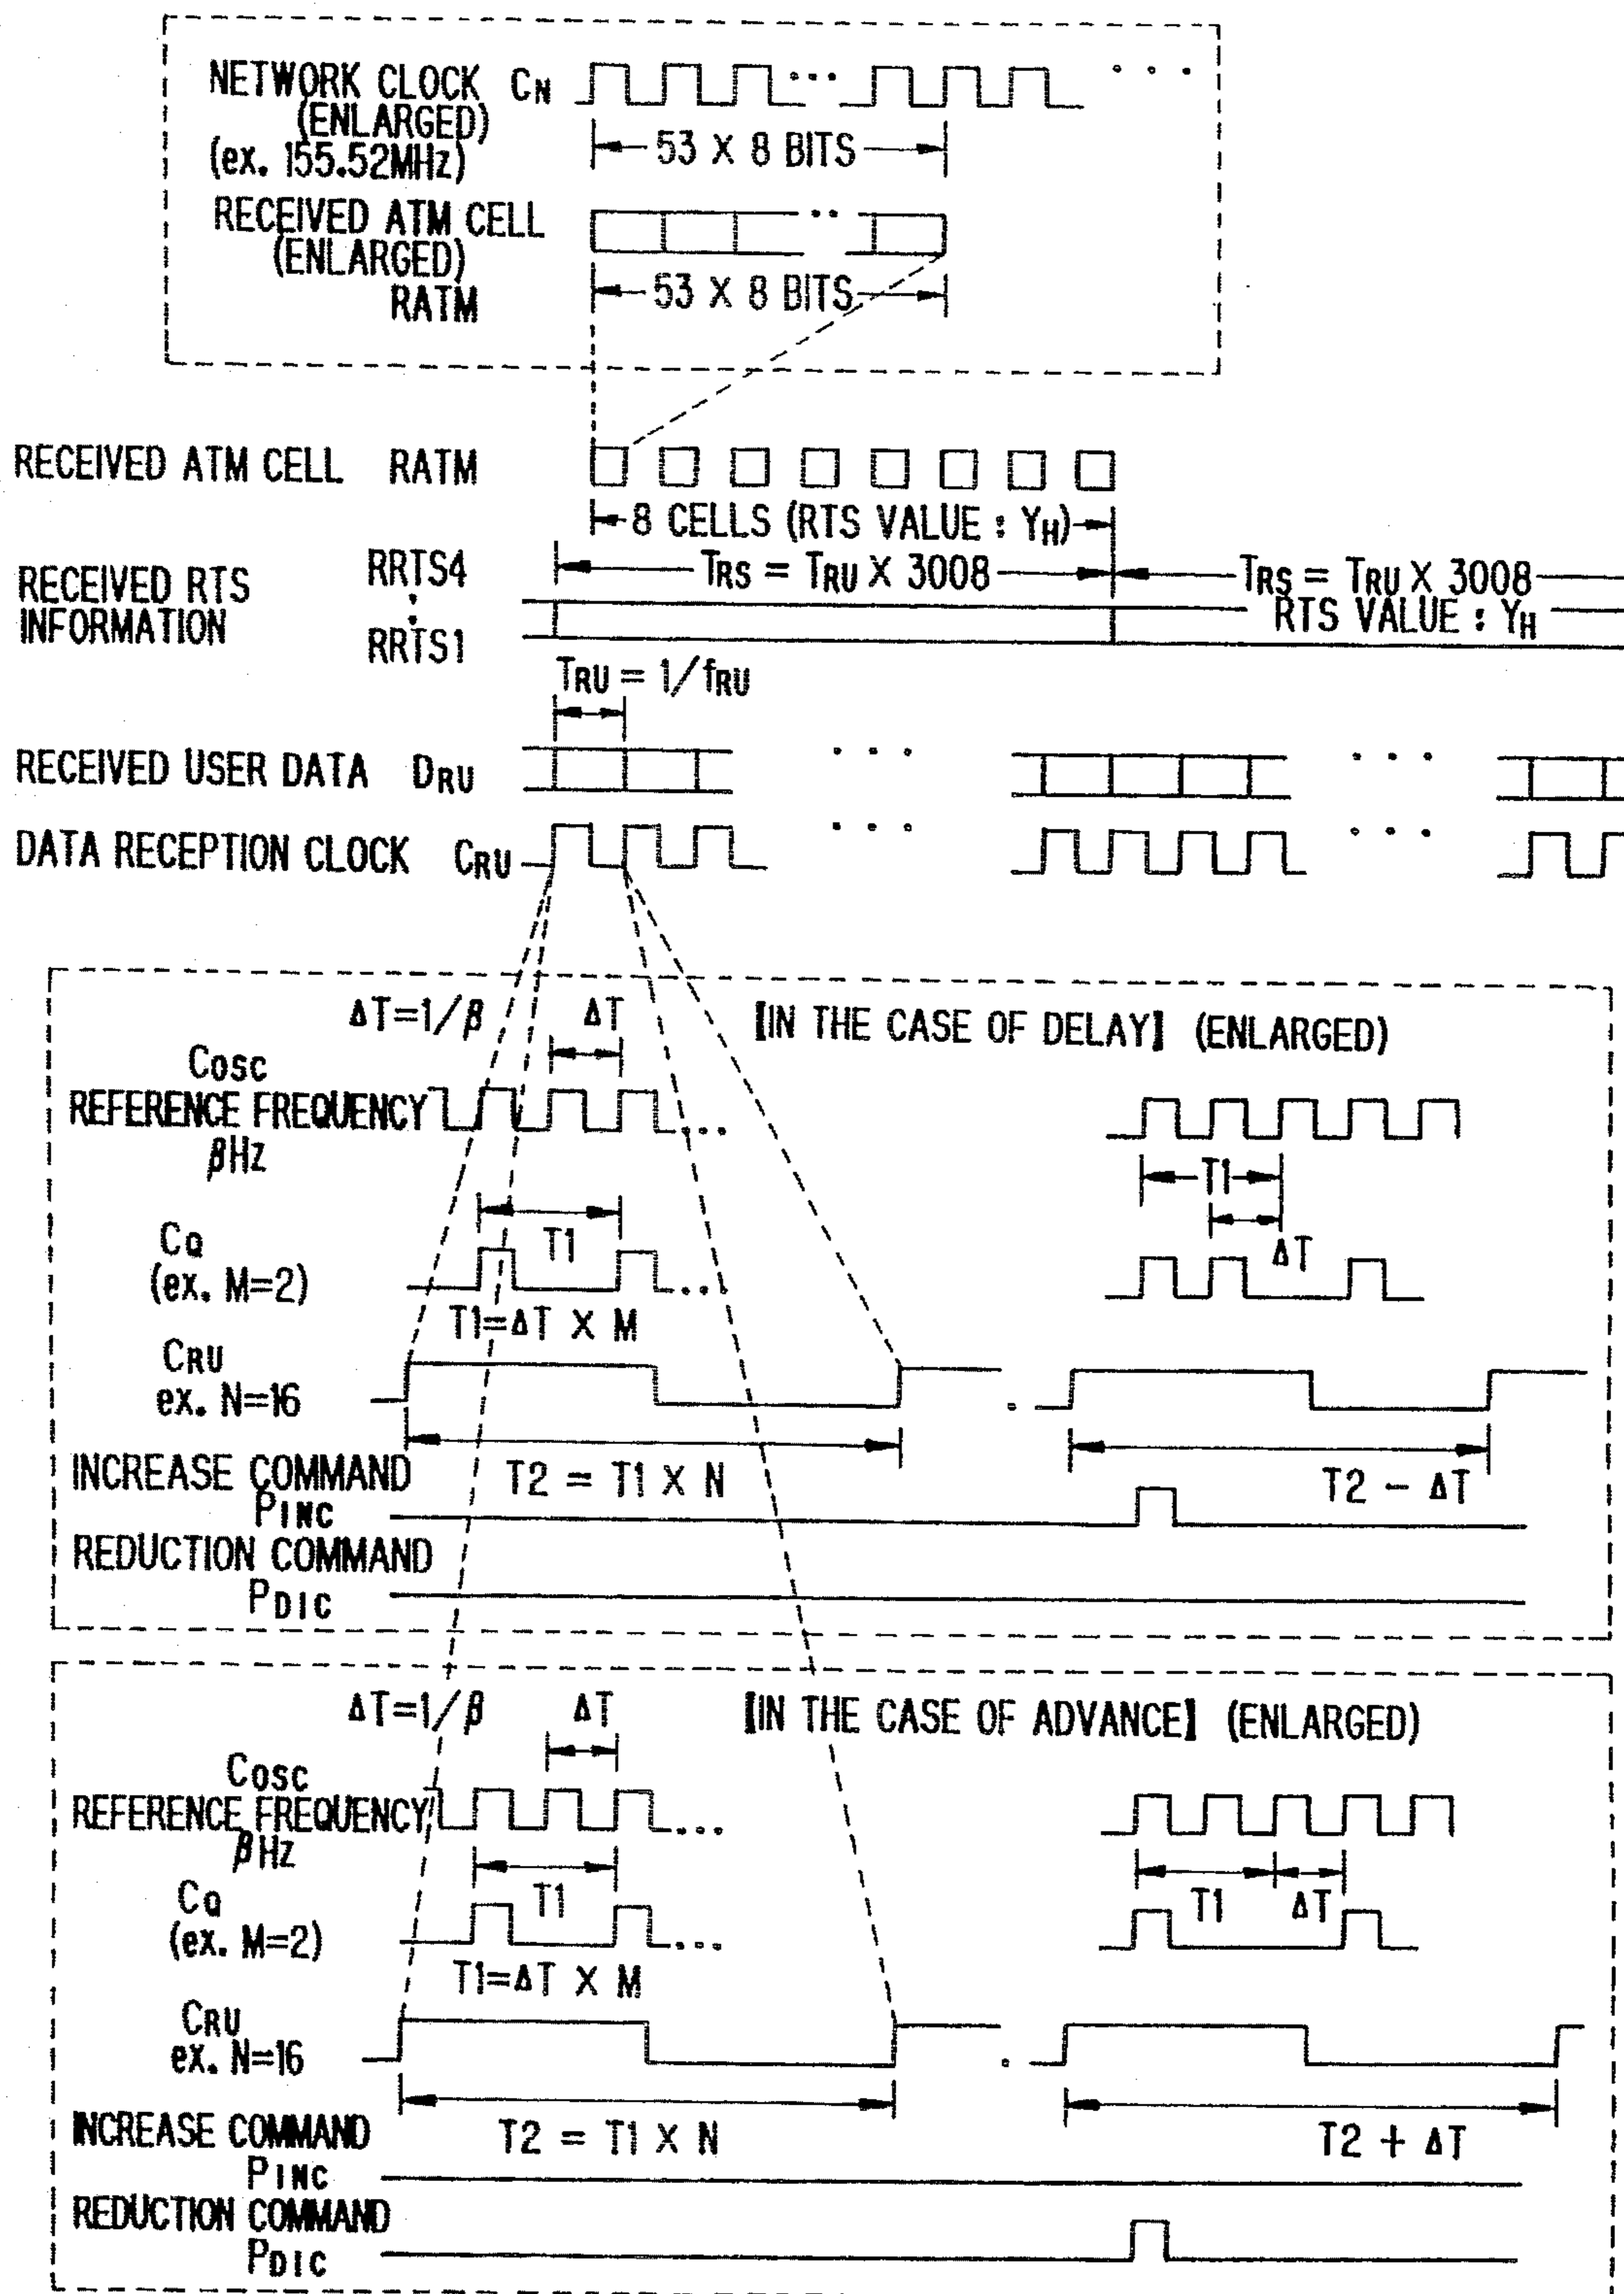 NETWORK CLOCK CN
(ENLARGED)
(ex. 155.52MHz)
53 X 8 BITS
RECEIVED ATM CELL
(ENLARGED)
RATM
53 X 8 BITS
RECEIVED ATM CELL RATM
8 CELLS (RTS VALUE : YH)
RECEIVED RTS INFORMATION
RRTS4
RRTS1
TRS = TRU X 3008
TRS = TRU X 3008
RTS VALUE : YH
TRU = 1/fRU
RECEIVED USER DATA DRU
DATA RECEPTION CLOCK CRU
ΔT=1/β
ΔT
[IN THE CASE OF DELAY] (ENLARGED)
COSC
REFERENCE FREQUENCY
βHz
T1
ΔT
CQ
(ex. M=2)
T1
T1=ΔT X M
CRU
ex. N=16
T2 = T1 X N
T2 - ΔT
INCREASE COMMAND
PINC
REDUCTION COMMAND
PDIC
ΔT=1/β
ΔT
[IN THE CASE OF ADVANCE] (ENLARGED)
COSC
REFERENCE FREQUENCY
βHz
T1
T1
ΔT
CQ
(ex. M=2)
T1=ΔT X M
CRU
ex. N=16
T2 = T1 X N
T2 + ΔT
INCREASE COMMAND
PINC
REDUCTION COMMAND
PDIC